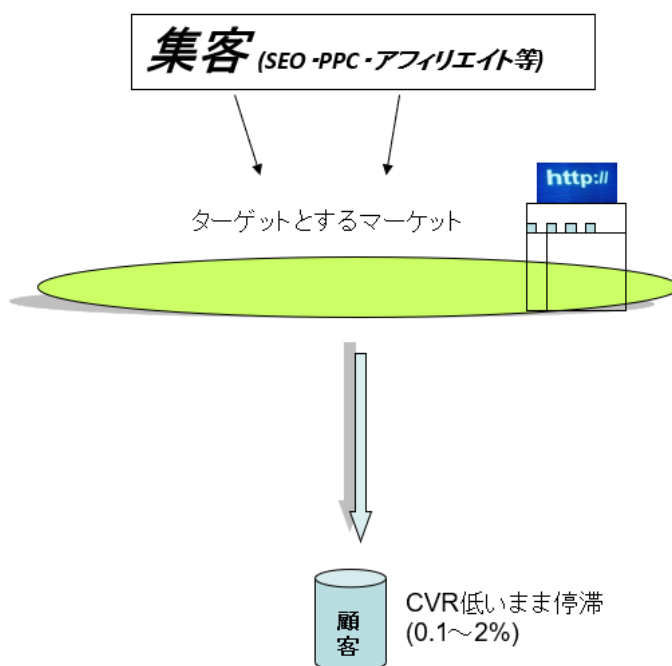 集客 (SEO・PPC・アフィリエイト等)
http://
ターゲットとするマーケット
顧
客
CVR低いまま停滞
(0.1～2%)